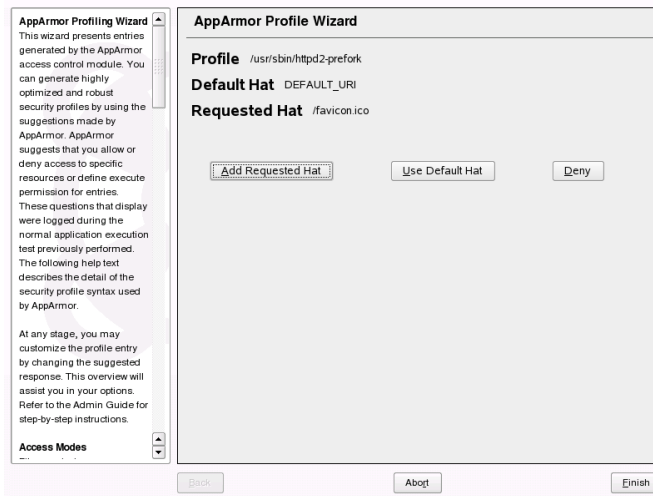 AppArmor Profiling Wizard
This wizard presents entries
generated by the AppArmor
access control module. You
can generate highly
optimized and robust
security profiles by using the
suggestions made by
AppArmor. AppArmor
suggests that you allow or
deny access to specific
resources or define execute
permission for entries.
These questions that display
were logged during the
normal application execution
test previously performed.
The following help text
describes the detail of the
security profile syntax used
by AppArmor.
At any stage, you may
customize the profile entry
by changing the suggested
response. This overview will
assist you in your options.
Refer to the Admin Guide for
step-by-step instructions.
Access Modes
AppArmor Profile Wizard
Profile /usr/sbin/httpd2-prefork
Default Hat DEFAULT_URI
Requested Hat /favicon.ico
Add Requested Hat
Use Default Hat
Deny
Back
Abort
Finish